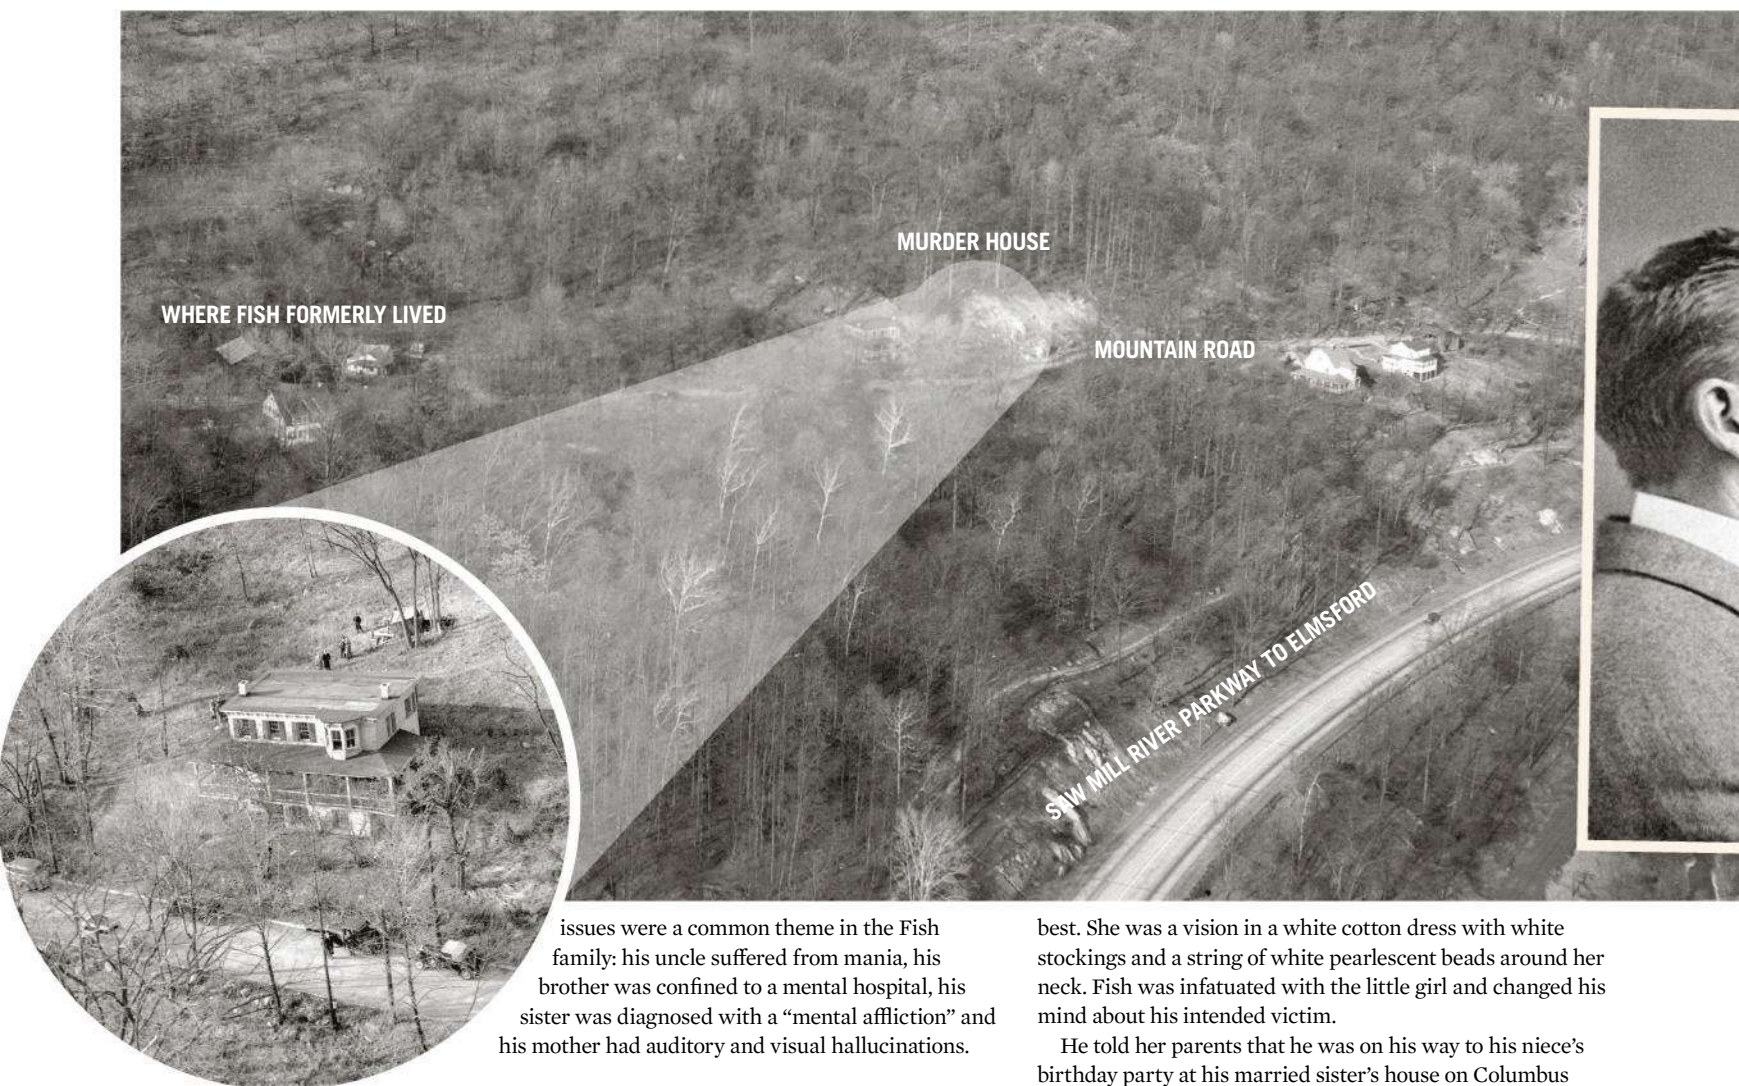 MURDER HOUSE
WHERE FISH FORMERLY LIVED
MOUNTAIN ROAD
SAW MILL RIVER PARKWAY TO ELMSFORD
issues were a common theme in the Fish
family: his uncle suffered from mania, his
brother was confined to a mental hospital, his
sister was diagnosed with a “mental affliction” and
his mother had auditory and visual hallucinations.
best. She was a vision in a white cotton dress with white
stockings and a string of white pearlescent beads around her
neck. Fish was infatuated with the little girl and changed his
mind about his intended victim.
He told her parents that he was on his way to his niece’s
birthday party at his married sister’s house on Columbus